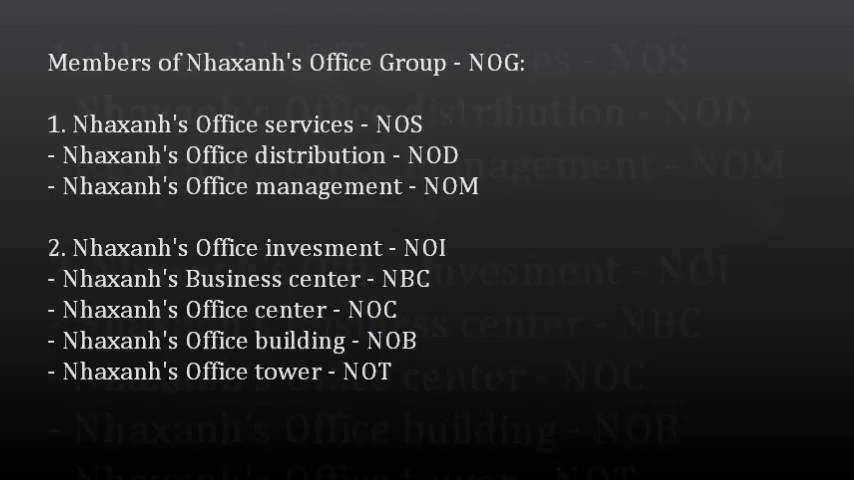 Members of Nhaxanh's Office Group - NOG:
1. Nhaxanh's Office services - NOS
- Nhaxanh's Office distribution - NOD
- Nhaxanh's Office management - NOM
2. Nhaxanh's Office invesment - NOI
- Nhaxanh's Business center - NBC
- Nhaxanh's Office center - NOC
- Nhaxanh's Office building - NOB
- Nhaxanh's Office tower - NOT